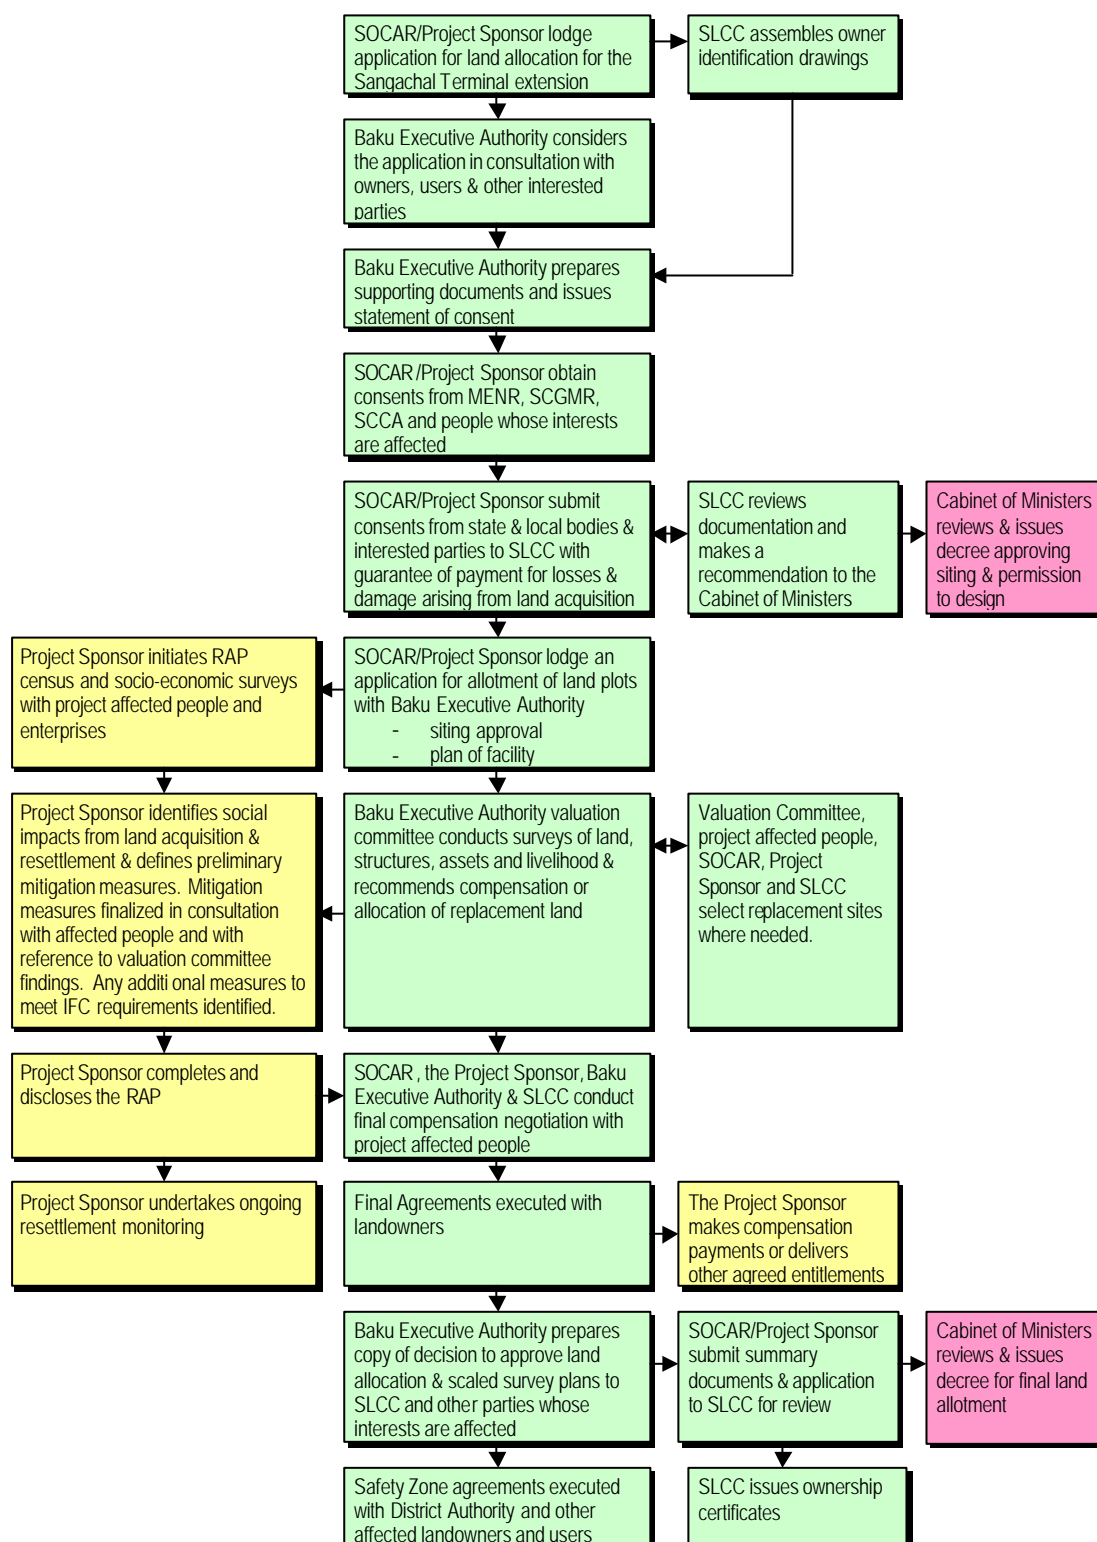 SOCAR/Project Sponsor lodge
application for land allocation for the
Sangachal Terminal extension
SLCC assembles owner
identification drawings
Baku Executive Authority considers
the application in consultation with
owners, users & other interested
parties
Baku Executive Authority prepares
supporting documents and issues
statement of consent
SOCAR/Project Sponsor obtain
consents from MENR, SCGMR,
SCCA and people whose interests
are affected
SOCAR/Project Sponsor submit
consents from state & local bodies &
interested parties to SLCC with
guarantee of payment for losses &
damage arising from land acquisition
SLCC reviews
documentation and
makes a
recommendation to the
Cabinet of Ministers
Cabinet of Ministers
reviews & issues
decree approving
siting & permission
to design
Project Sponsor initiates RAP
census and socio-economic surveys
with project affected people and
enterprises
SOCAR/Project Sponsor lodge an
application for allotment of land plots
with Baku Executive Authority
- siting approval
- plan of facility
Project Sponsor identifies social
impacts from land acquisition &
resettlement & defines preliminary
mitigation measures. Mitigation
measures finalized in consultation
with affected people and with
reference to valuation committee
findings. Any additi onal measures to
meet IFC requirements identified.
Baku Executive Authority valuation
committee conducts surveys of land,
structures, assets and livelihood &
recommends compensation or
allocation of replacement land
Valuation Committee,
project affected people,
SOCAR, Project
Sponsor and SLCC
select replacement sites
where needed.
Project Sponsor completes and
discloses the RAP
SOCAR, the Project Sponsor, Baku
Executive Authority & SLCC conduct
final compensation negotiation with
project affected people
Project Sponsor undertakes ongoing
resettlement monitoring
Final Agreements executed with
landowners
The Project Sponsor
makes compensation
payments or delivers
other agreed entitlements
Baku Executive Authority prepares
copy of decision to approve land
allocation & scaled survey plans to
SLCC and other parties whose
interests are affected
SOCAR/Project Sponsor
submit summary
documents & application
to SLCC for review
Cabinet of Ministers
reviews & issues
decree for final land
allotment
Safety Zone agreements executed
with District Authority and other
affected landowners and users
SLCC issues ownership
certificates